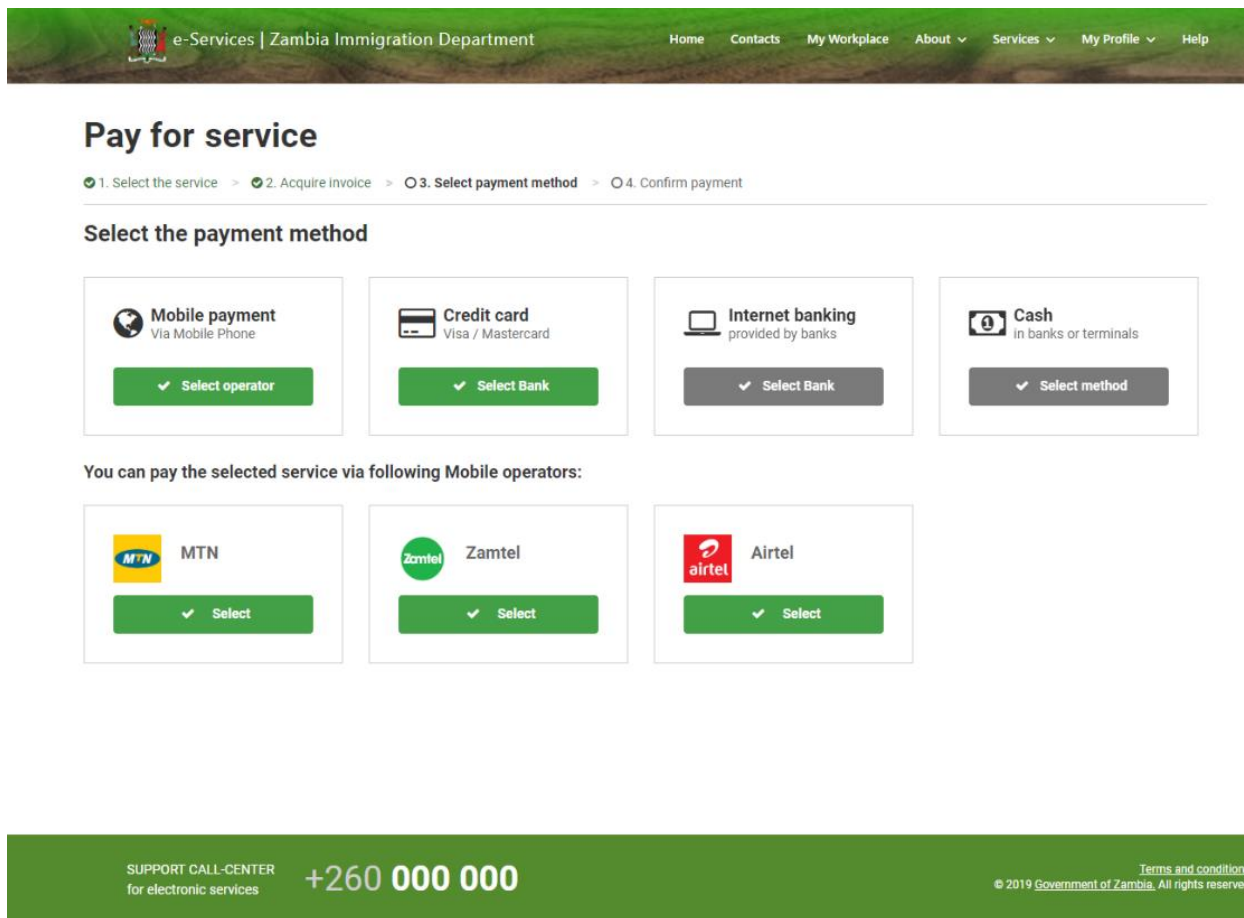 e-Services | Zambia Immigration Department
Home Contacts My Workplace About Services My Profile Help
Pay for service
1. Select the service > 2. Acquire invoice > 3. Select payment method > 4. Confirm payment
Select the payment method
Mobile payment
Via Mobile Phone
Select operator
Credit card
Visa / Mastercard
Select Bank
Internet banking
provided by banks
Select Bank
Cash
in banks or terminals
Select method
You can pay the selected service via following Mobile operators:
MTN MTN
Select
Zamtel Zamtel
Select
airtel Airtel
Select
SUPPORT CALL-CENTER
for electronic services
+260 000 000
Terms and condition
© 2019 Government of Zambia. All rights reserve